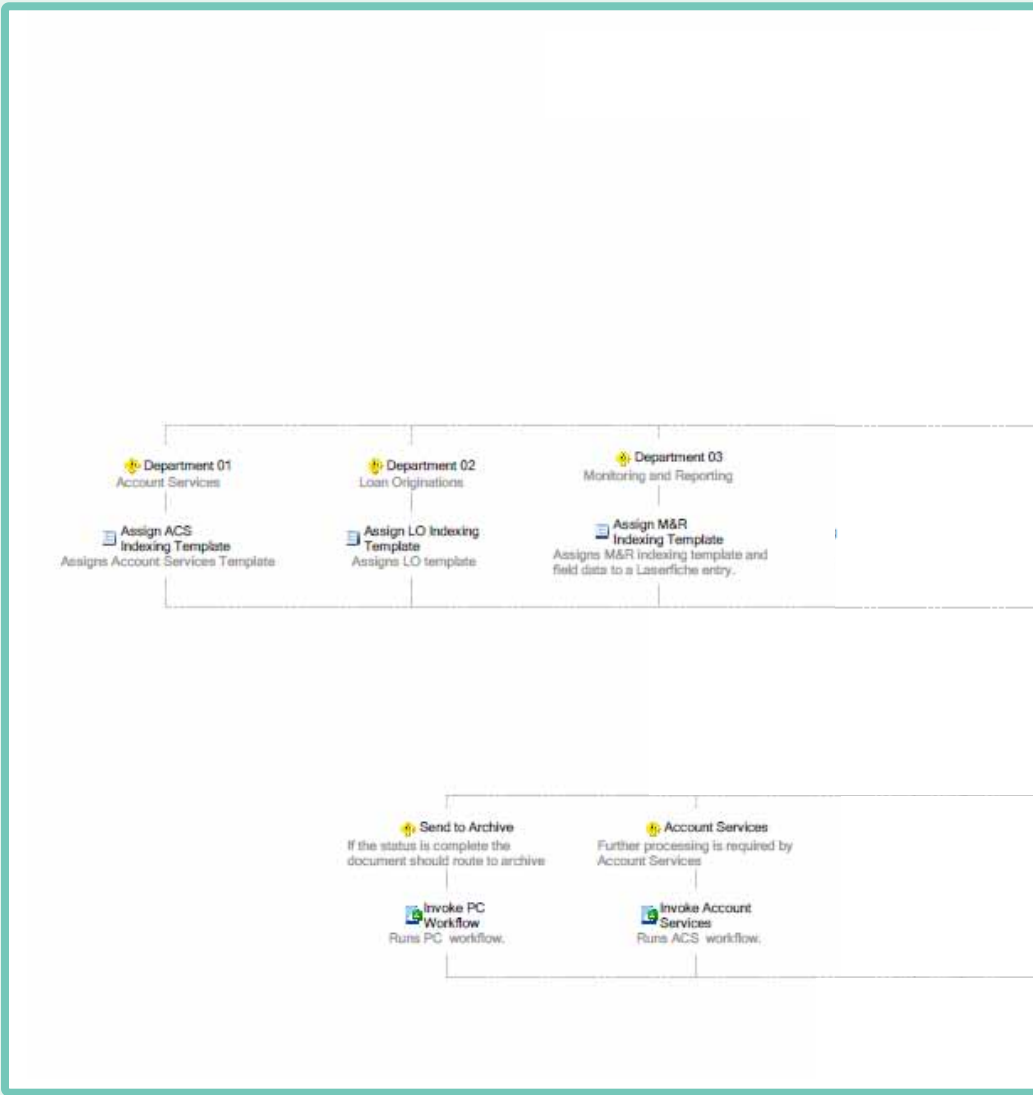 Department 01
Account Services
Assign ACS
Indexing Template
Assigns Account Services Template
Department 02
Loan Originations
Assign LO Indexing
Template
Assigns LO template
Department 03
Monitoring and Reporting
Assign M&R
Indexing Template
Assigns M&R indexing template and
field data to a Laserfiche entry.
Send to Archive
If the status is complete the
document should route to archive
Invoke PC
Workflow
Runs PC workflow.
Account Services
Further processing is required by
Account Services
Invoke Account
Services
Runs ACS workflow.